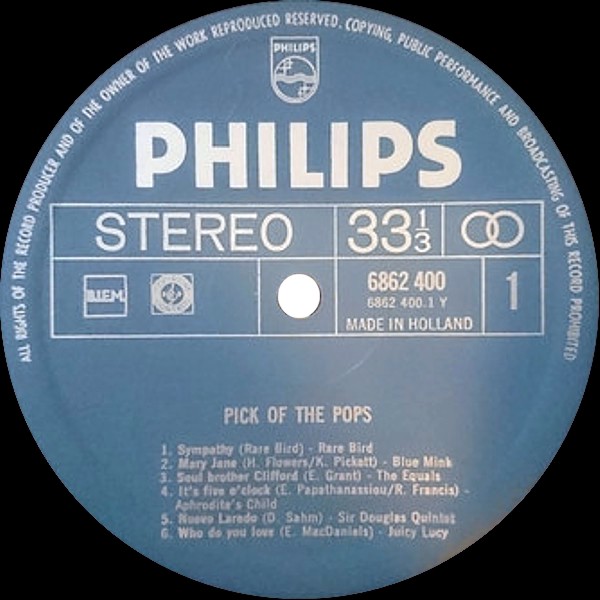 ALL RIGHTS OF THE RECORD PRODUCER AND OF THE OWNER OF THE WORK REPRODUCED RESERVED. COPYING, PUBLIC PERFORMANCE AND BROADCASTING OF THIS RECORD PROHIBITED
PHILIPS
PHILIPS
STEREO 33⅓
B.I.E.M. 6862 400 1
6862 400.1 Y
MADE IN HOLLAND
PICK OF THE POPS
1. Sympathy (Rare Bird) - Rare Bird
2. Mary Jane (H. Flowers/K. Pickett) - Blue Mink
3. Soul brother Clifford (E. Grant) - The Equals
4. It's five o'clock (E. Papathanassiou/R. Francis) -
Aphrodite's Child
5. Nuevo Laredo (D. Sahm) - Sir Douglas Quintet
6. Who do you love (E. MacDaniels) - Juicy Lucy